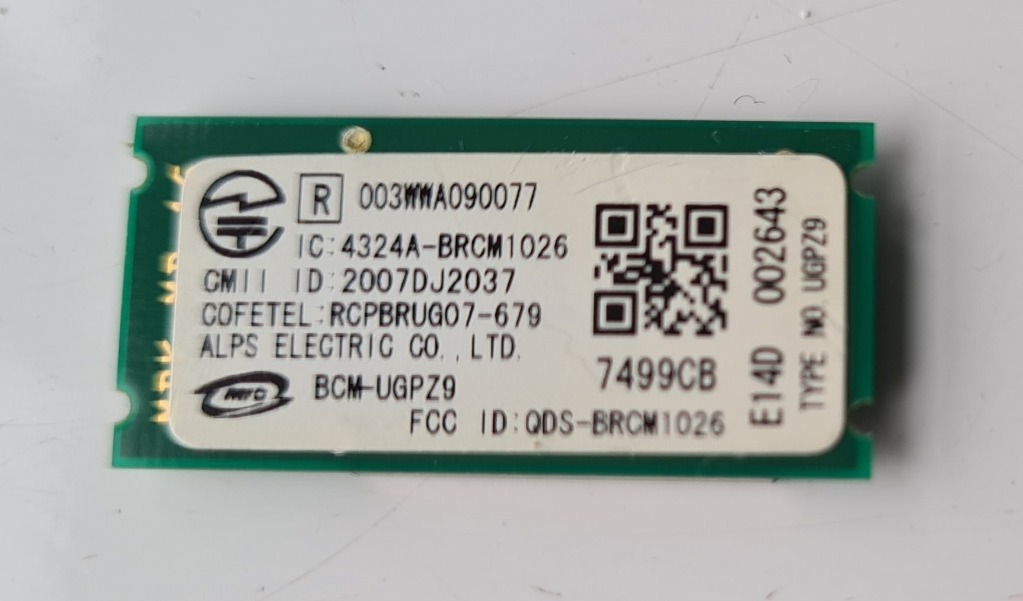 R 003WWA090077
IC:4324A-BRCM1026
CMII ID:2007DJ2037
COFETEL:RCPBRUG07-679
ALPS ELECTRIC CO.,LTD.
BCM-UGPZ9
FCC ID:QDS-BRCM1026
7499CB
E14D 002643
TYPE NO.UGPZ9